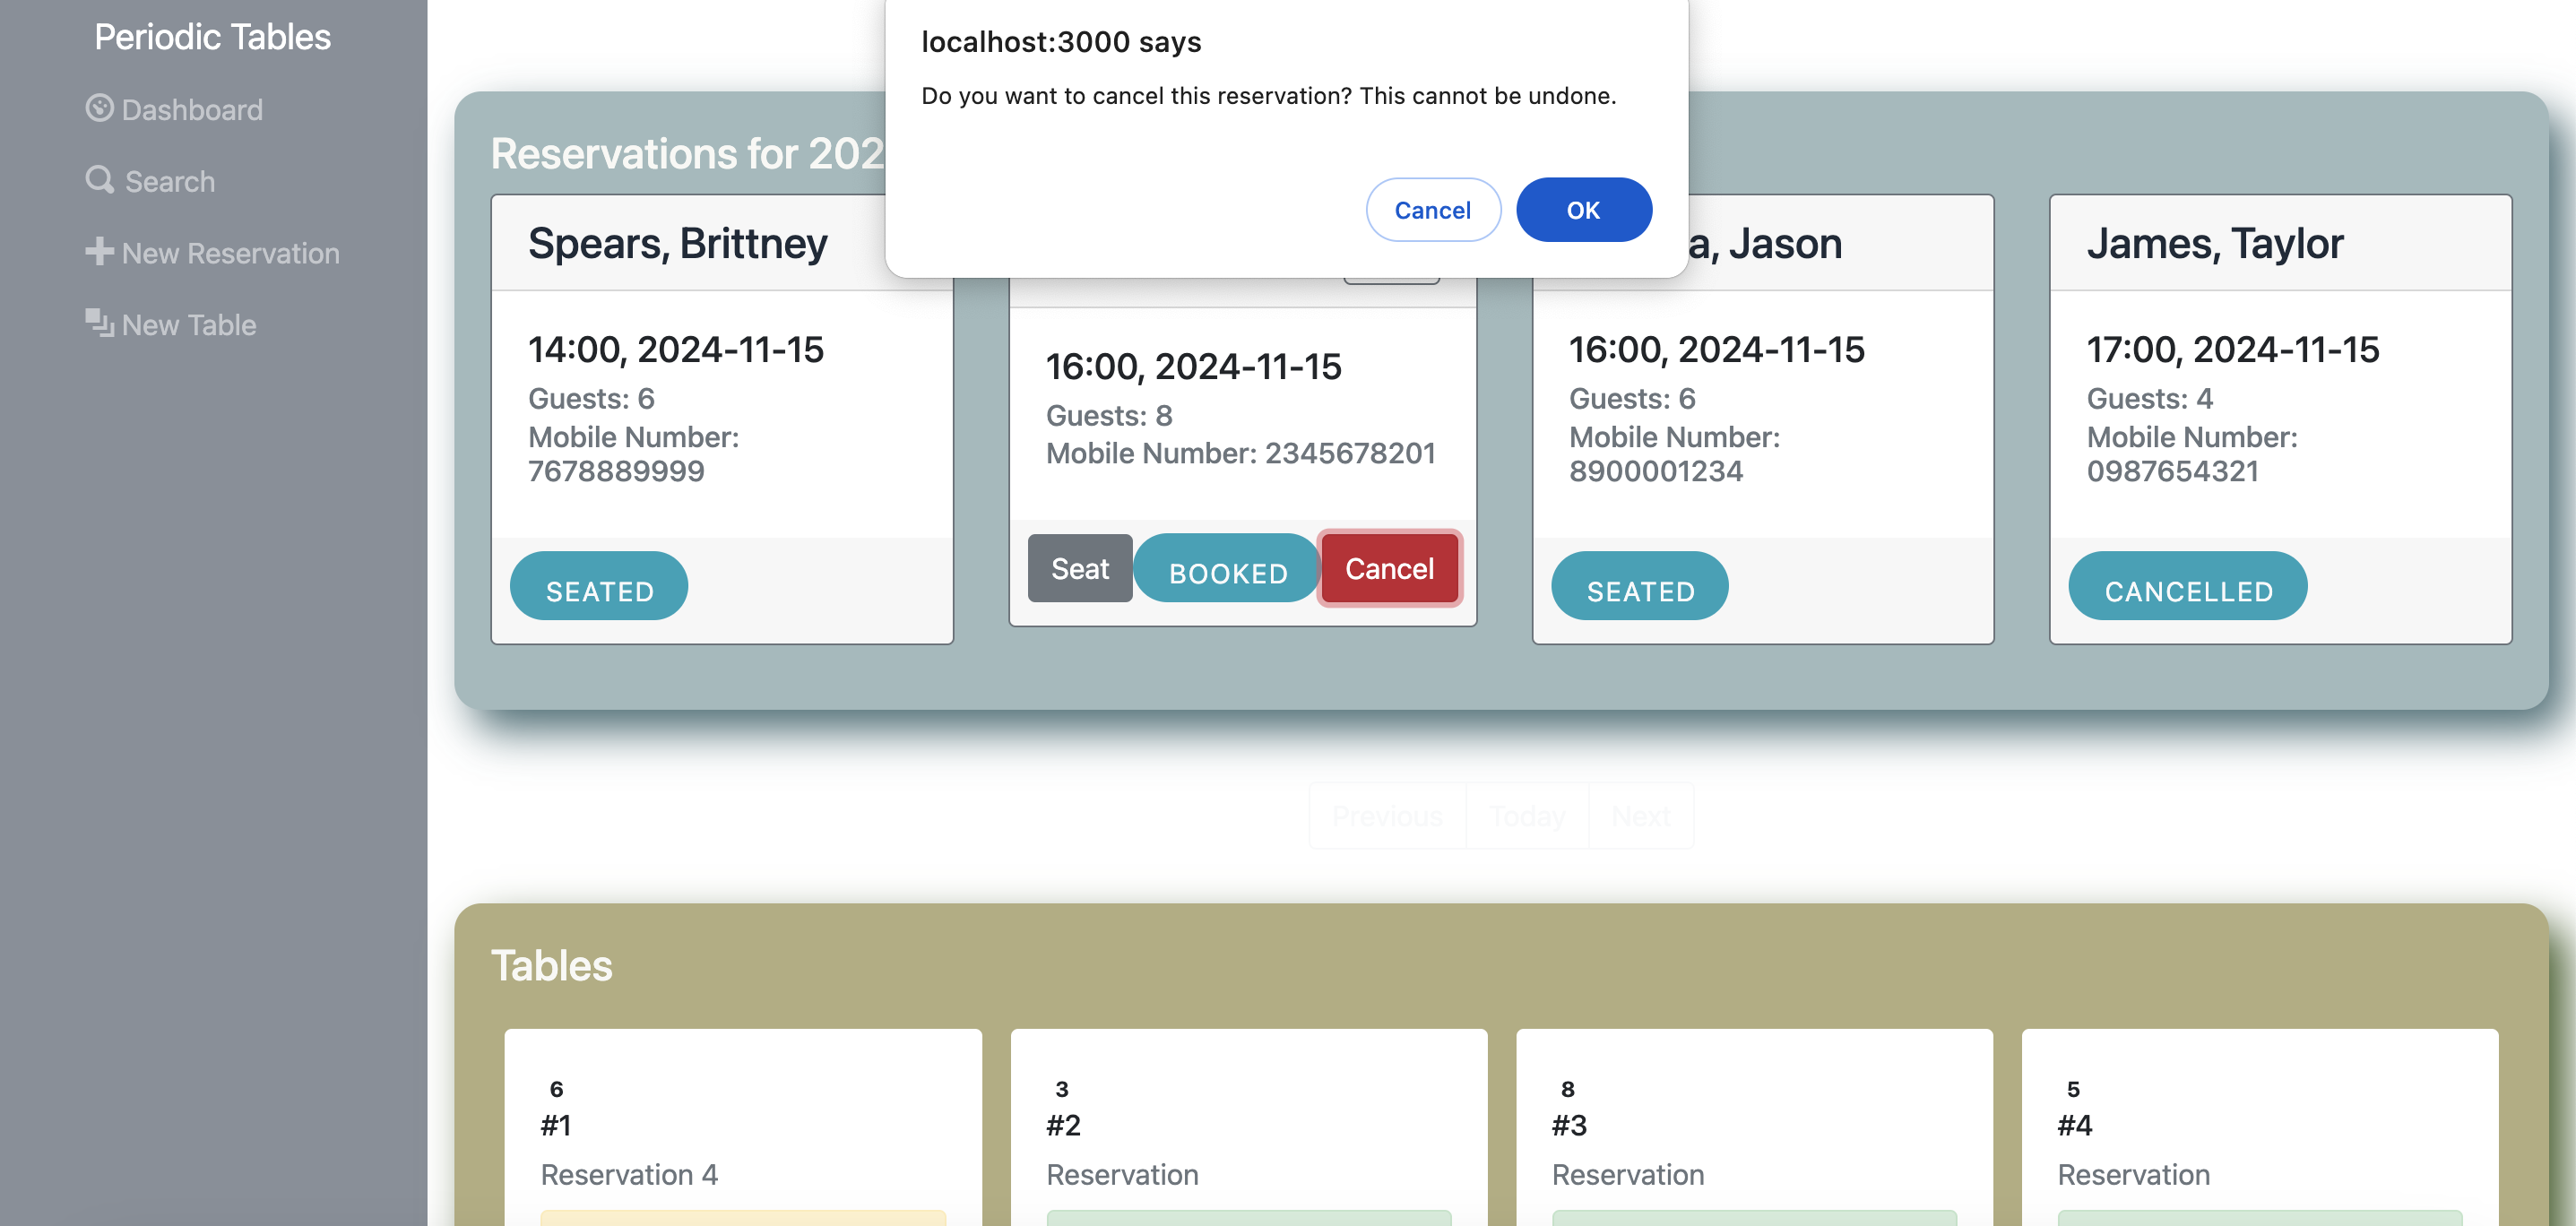 Periodic Tables
Dashboard
Search
New Reservation
New Table
localhost:3000 says
Do you want to cancel this reservation? This cannot be undone.
Cancel
OK
Reservations for 202
Spears, Brittney
14:00, 2024-11-15
Guests: 6
Mobile Number:
7678889999
SEATED
16:00, 2024-11-15
Guests: 8
Mobile Number: 2345678201
Seat
BOOKED
Cancel
a, Jason
16:00, 2024-11-15
Guests: 6
Mobile Number:
8900001234
SEATED
James, Taylor
17:00, 2024-11-15
Guests: 4
Mobile Number:
0987654321
CANCELLED
Previous
Today
Next
Tables
6
#1
Reservation 4
3
#2
Reservation
8
#3
Reservation
5
#4
Reservation